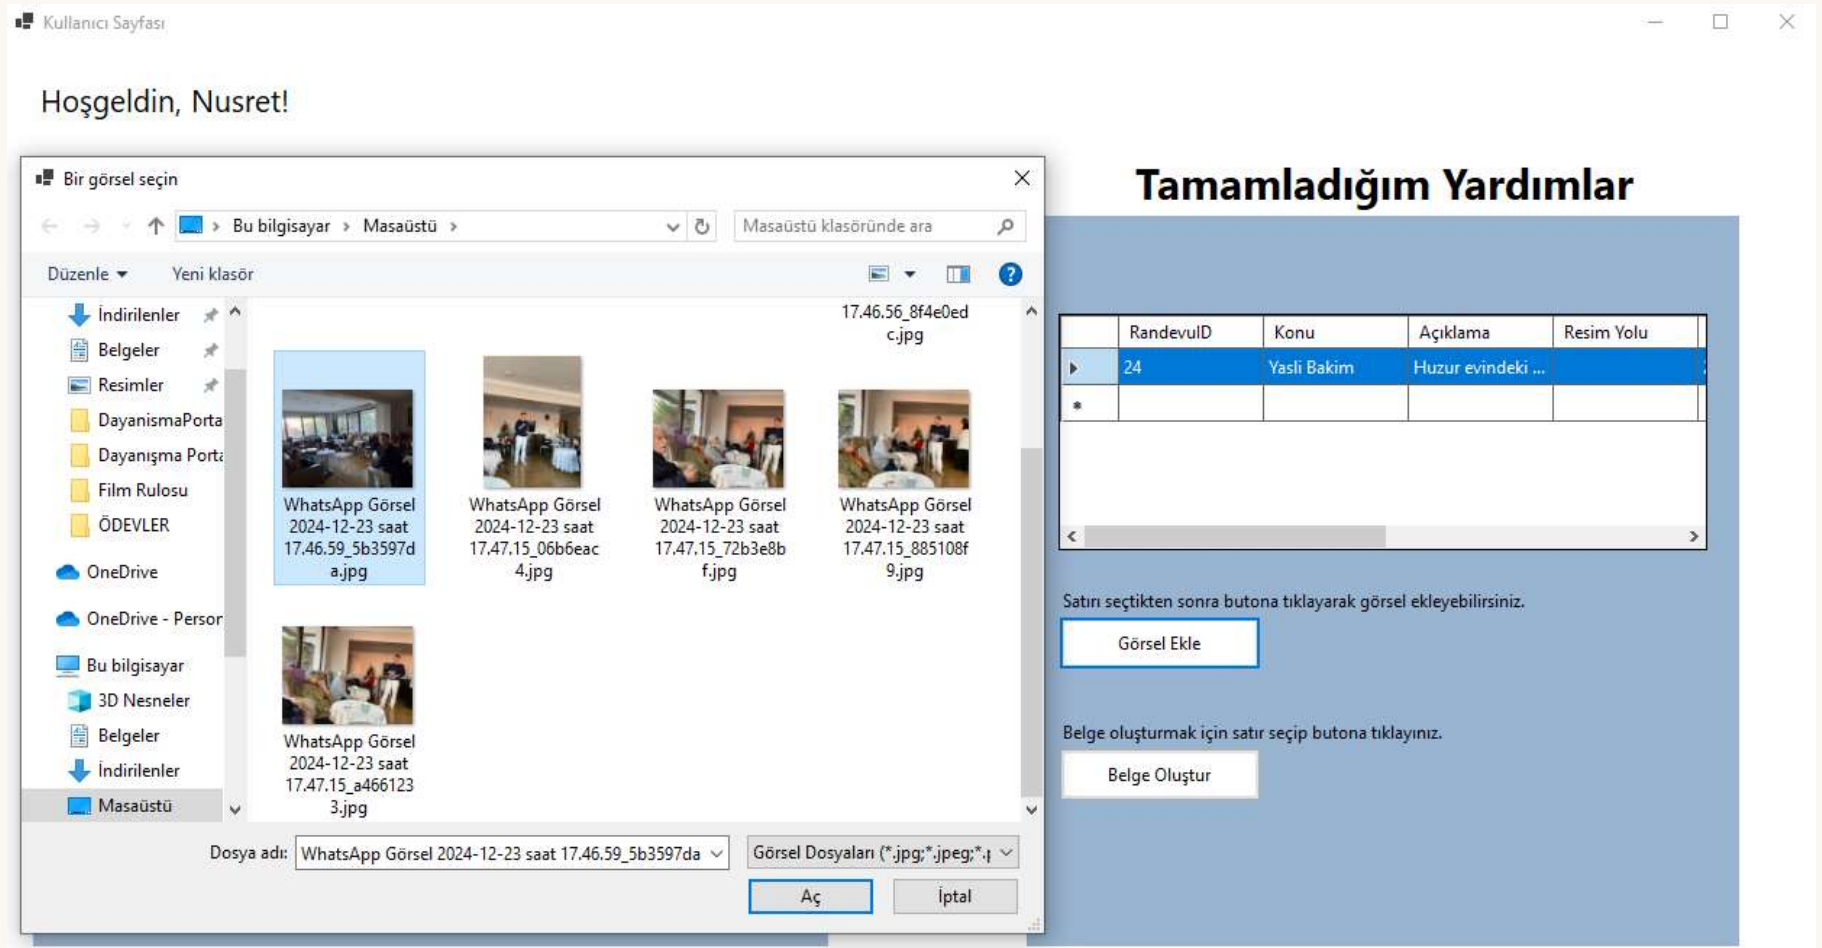 Kullanıcı Sayfası
Hoşgeldin, Nusret!
Bir görsel seçin
Bu bilgisayar > Masaüstü >
Masaüstü klasöründe ara
Düzenle
Yeni klasör
İndirilenler
Belgeler
Resimler
DayanismaPorta
Dayanışma Porta
Film Rulosu
ÖDEVLER
OneDrive
OneDrive - Person
Bu bilgisayar
3D Nesneler
Belgeler
İndirilenler
Masaüstü
17.46.56_8f4e0ed
c.jpg
WhatsApp Görsel
2024-12-23 saat
17.46.59_5b3597d
a.jpg
WhatsApp Görsel
2024-12-23 saat
17.47.15_06b6eac
4.jpg
WhatsApp Görsel
2024-12-23 saat
17.47.15_72b3e8b
f.jpg
WhatsApp Görsel
2024-12-23 saat
17.47.15_885108f
9.jpg
WhatsApp Görsel
2024-12-23 saat
17.47.15_a466123
3.jpg
Dosya adı: WhatsApp Görsel 2024-12-23 saat 17.46.59_5b3597da
Görsel Dosyaları (*.jpg;*.jpeg;*.p
Aç
İptal
Tamamladığım Yardımlar
RandevuID Konu Açıklama Resim Yolu
24 Yasli Bakim Huzur evindeki ...
Satırı seçtikten sonra butona tıklayarak görsel ekleyebilirsiniz.
Görsel Ekle
Belge oluşturmak için satır seçip butona tıklayınız.
Belge Oluştur